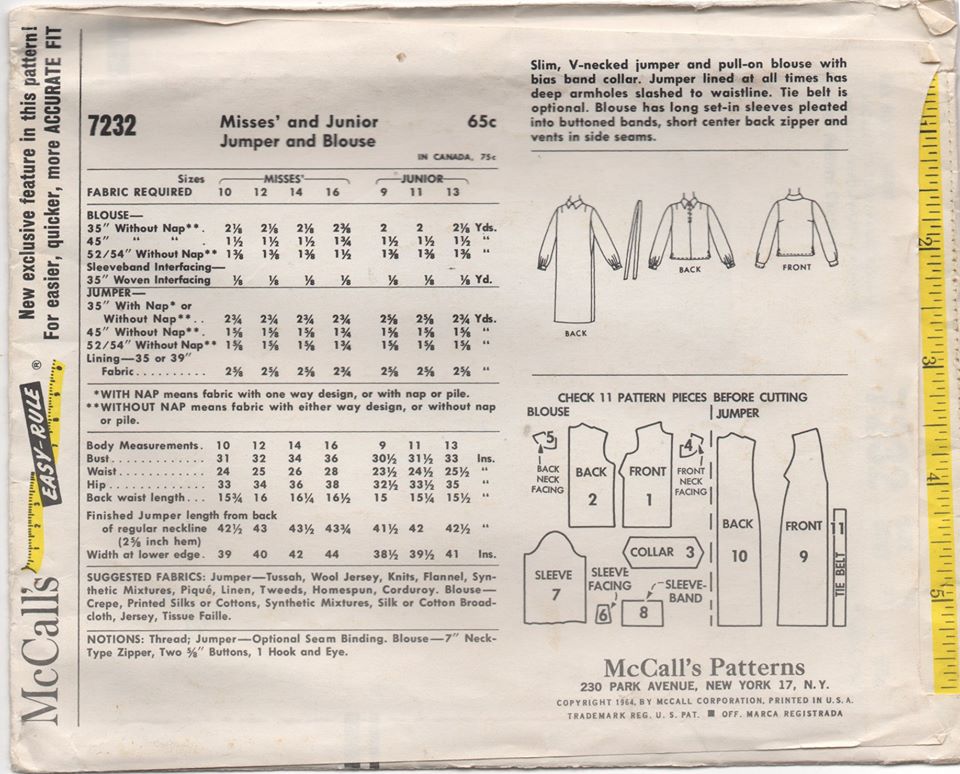 New exclusive feature in this pattern!
For easier, quicker, more ACCURATE FIT
EASY-RULE ®
McCall's
7232 Misses' and Junior 65c
Jumper and Blouse
IN CANADA, 75c
Sizes MISSES' JUNIOR
FABRIC REQUIRED 10 12 14 16 9 11 13
BLOUSE—
35" Without Nap**. 2⅛ 2⅛ 2⅛ 2⅜ 2 2 2⅛ Yds.
45" " " . 1½ 1½ 1½ 1¾ 1½ 1½ 1½ "
52/54" Without Nap** 1⅜ 1⅜ 1⅜ 1½ 1⅜ 1⅜ 1⅜ "
Sleeveband Interfacing—
35" Woven Interfacing ⅛ ⅛ ⅛ ⅛ ⅛ ⅛ ⅛ Yd.
JUMPER—
35" With Nap* or
Without Nap**. . 2¾ 2¾ 2¾ 2¾ 2⅝ 2⅝ 2¾ Yds.
45" Without Nap** 1⅝ 1⅝ 1⅝ 1¾ 1⅝ 1⅝ 1⅝ "
52/54" Without Nap** 1⅝ 1⅝ 1⅝ 1¾ 1⅝ 1⅝ 1⅝ "
Lining—35 or 39"
Fabric.......... 2⅝ 2⅝ 2⅝ 2⅝ 2⅝ 2⅝ 2⅝ "
*WITH NAP means fabric with one way design, or with nap or pile.
**WITHOUT NAP means fabric with either way design, or without nap
or pile.
Body Measurements. 10 12 14 16 9 11 13
Bust............ 31 32 34 36 30½ 31½ 33 Ins.
Waist............ 24 25 26 28 23½ 24½ 25½ "
Hip............. 33 34 36 38 32½ 33½ 35 "
Back waist length... 15¾ 16 16¼ 16½ 15 15¼ 15½ "
Finished Jumper length from back
of regular neckline 42½ 43 43½ 43¾ 41½ 42 42½ "
(2⅝ inch hem)
Width at lower edge. 39 40 42 44 38½ 39½ 41 Ins.
SUGGESTED FABRICS: Jumper—Tussah, Wool Jersey, Knits, Flannel, Syn-
thetic Mixtures, Piqué, Linen, Tweeds, Homespun, Corduroy. Blouse—
Crepe, Printed Silks or Cottons, Synthetic Mixtures, Silk or Cotton Broad-
cloth, Jersey, Tissue Faille.
NOTIONS: Thread; Jumper—Optional Seam Binding. Blouse—7" Neck-
Type Zipper, Two ⅝" Buttons, 1 Hook and Eye.
Slim, V-necked jumper and pull-on blouse with
bias band collar. Jumper lined at all times has
deep armholes slashed to waistline. Tie belt is
optional. Blouse has long set-in sleeves pleated
into buttoned bands, short center back zipper and
vents in side seams.
BACK
BACK
FRONT
CHECK 11 PATTERN PIECES BEFORE CUTTING
BLOUSE
JUMPER
5
BACK
NECK
FACING
BACK
2
FRONT
1
4
FRONT
NECK
FACING
SLEEVE
7
COLLAR 3
SLEEVE
FACING
6
SLEEVE-
BAND
8
BACK
10
FRONT
9
11
TIE BELT
McCall's Patterns
230 PARK AVENUE, NEW YORK 17, N.Y.
COPYRIGHT 1964, BY McCALL CORPORATION, PRINTED IN U.S.A.
TRADEMARK REG. U.S. PAT. ■ OFF. MARCA REGISTRADA
2
3
4
5